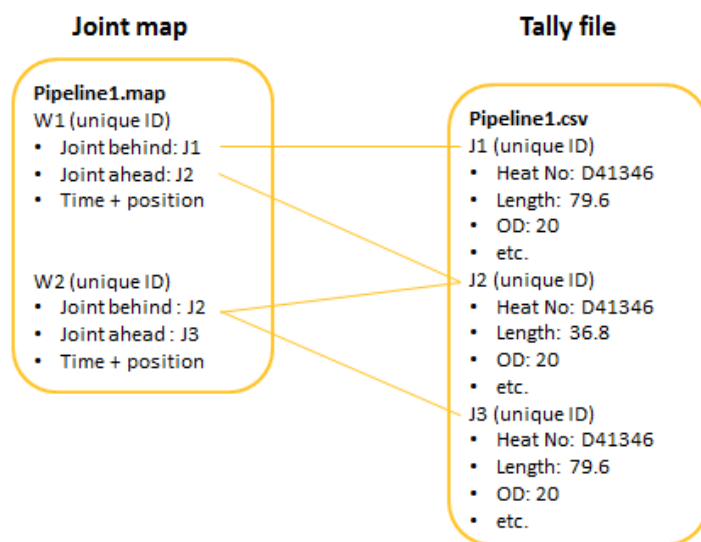 Joint map
Pipeline1.map
W1 (unique ID)
• Joint behind: J1
• Joint ahead: J2
• Time + position
W2 (unique ID)
• Joint behind : J2
• Joint ahead : J3
• Time + position
Tally file
Pipeline1.csv
J1 (unique ID)
• Heat No: D41346
• Length: 79.6
• OD: 20
• etc.
J2 (unique ID)
• Heat No: D41346
• Length: 36.8
• OD: 20
• etc.
J3 (unique ID)
• Heat No: D41346
• Length: 79.6
• OD: 20
• etc.